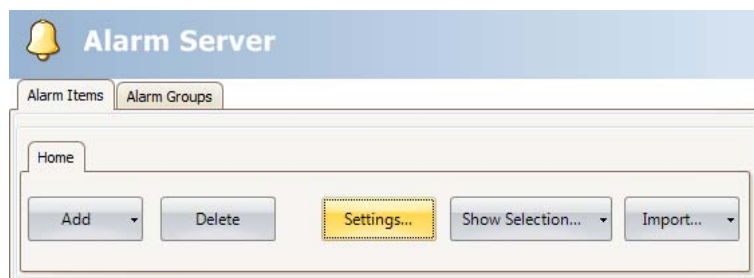 Alarm Server
Alarm Items Alarm Groups
Home
Add Delete Settings... Show Selection... Import...